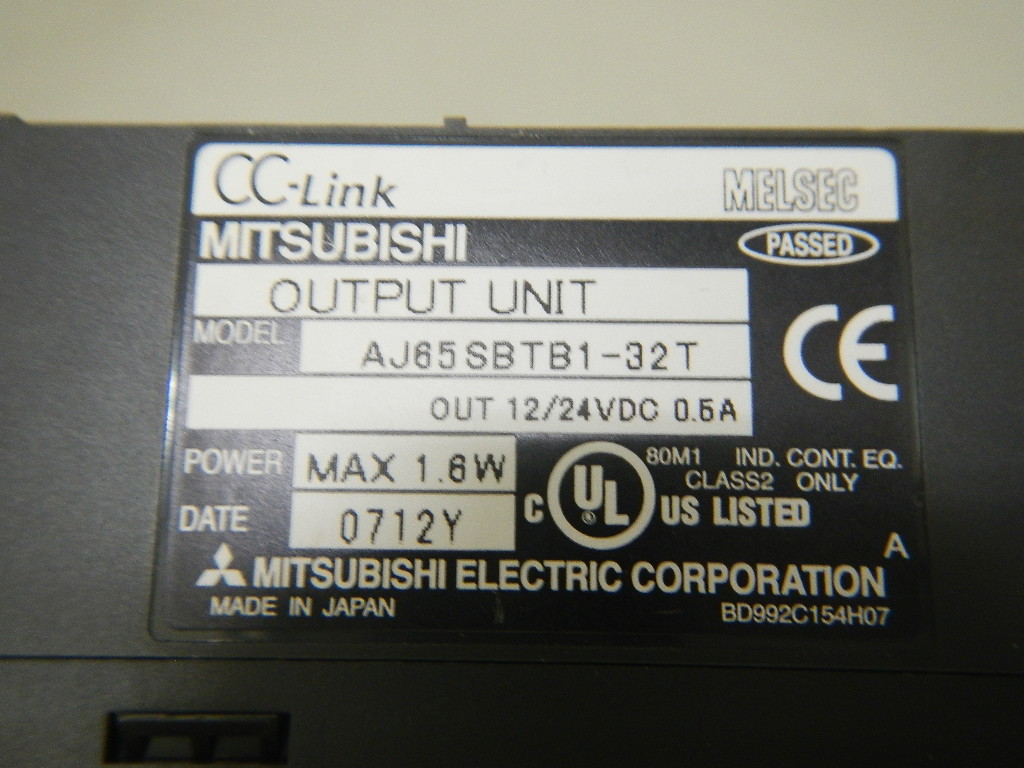 CC-Link MELSEC
MITSUBISHI PASSED
OUTPUT UNIT
MODEL AJ65SBTB1-32T
CE
OUT 12/24VDC 0.5A
POWER MAX 1.6W
DATE 0712Y
C UL ® US LISTED
80M1 IND. CONT. EQ.
CLASS2 ONLY
A
MITSUBISHI ELECTRIC CORPORATION
MADE IN JAPAN BD992C154H07